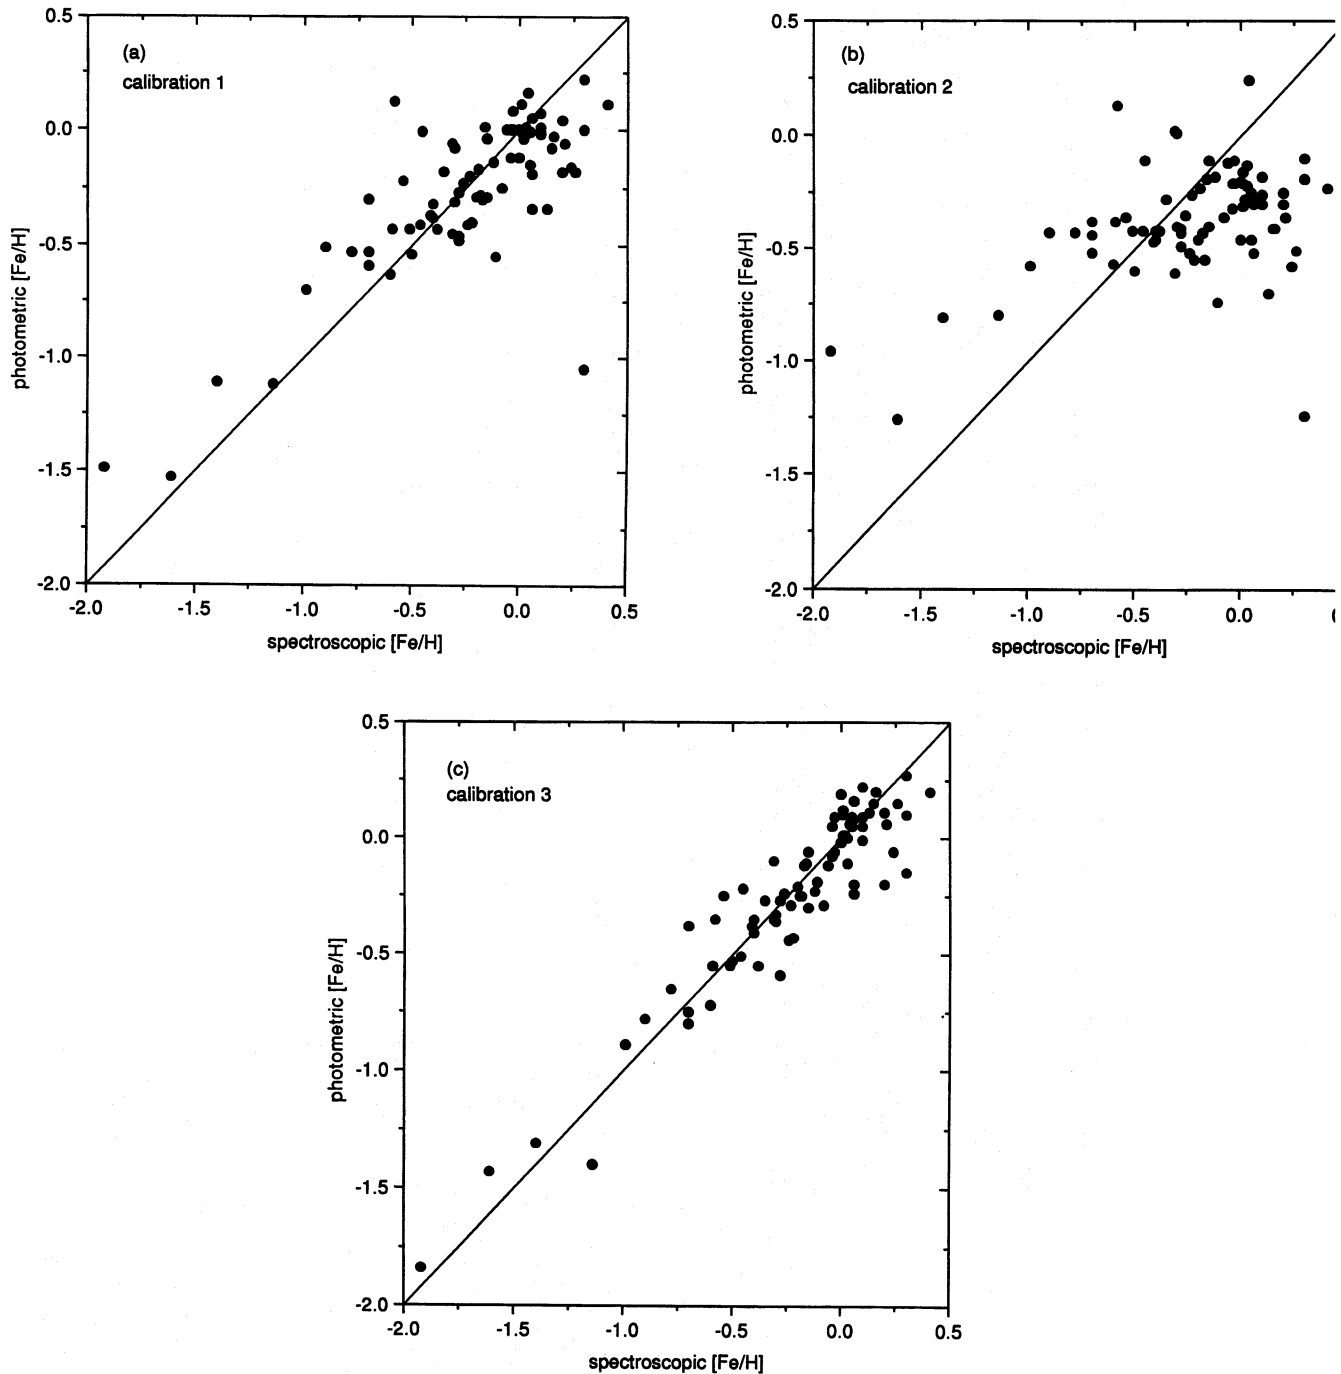 (a)
calibration 1
0.5
0.0
-0.5
-1.0
-1.5
-2.0
photometric [Fe/H]
-2.0 -1.5 -1.0 -0.5 0.0 0.5
spectroscopic [Fe/H]
(b)
calibration 2
0.5
0.0
-0.5
-1.0
-1.5
-2.0
photometric [Fe/H]
-2.0 -1.5 -1.0 -0.5 0.0
spectroscopic [Fe/H]
(c)
calibration 3
0.5
0.0
-0.5
-1.0
-1.5
-2.0
photometric [Fe/H]
-2.0 -1.5 -1.0 -0.5 0.0 0.5
spectroscopic [Fe/H]